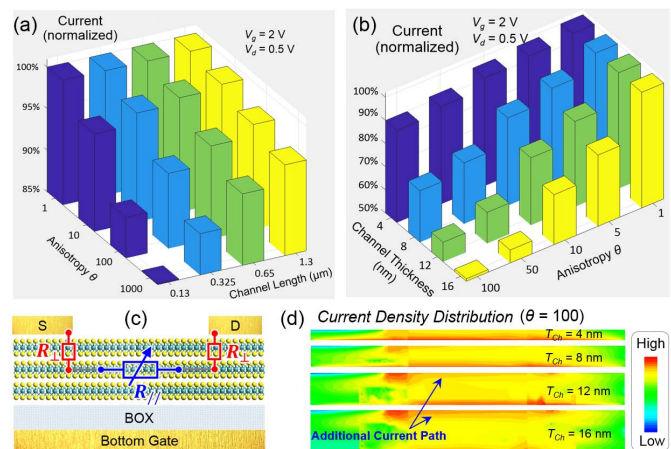 (a)
Current
(normalized)
Vg = 2 V
Vd = 0.5 V
100%
95%
90%
85%
1
10
100
1000
Anisotropy θ
0.13
0.325
0.65
1.3
Channel Length (μm)
(b)
Current
(normalized)
Vg = 2 V
Vd = 0.5 V
100%
90%
80%
70%
60%
50%
4
8
12
16
Channel Thickness
(nm)
100
50
10
5
1
Anisotropy θ
(c)
S
D
R⊥
R⊥
R//
BOX
Bottom Gate
(d)
Current Density Distribution (θ = 100)
TCh = 4 nm
TCh = 8 nm
TCh = 12 nm
TCh = 16 nm
Additional Current Path
High
Low